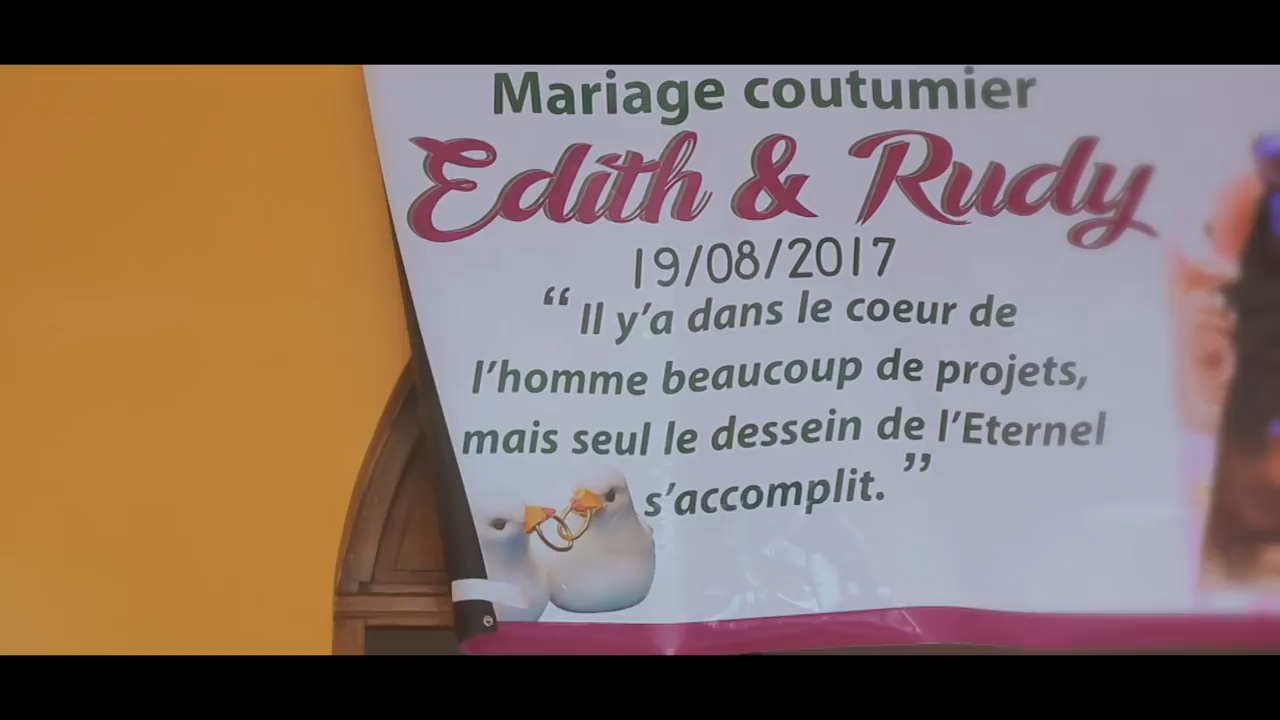 Mariage coutumier
Edith & Rudy
19/08/2017
“ Il y’a dans le coeur de
l’homme beaucoup de projets,
mais seul le dessein de l’Eternel
s’accomplit. ”